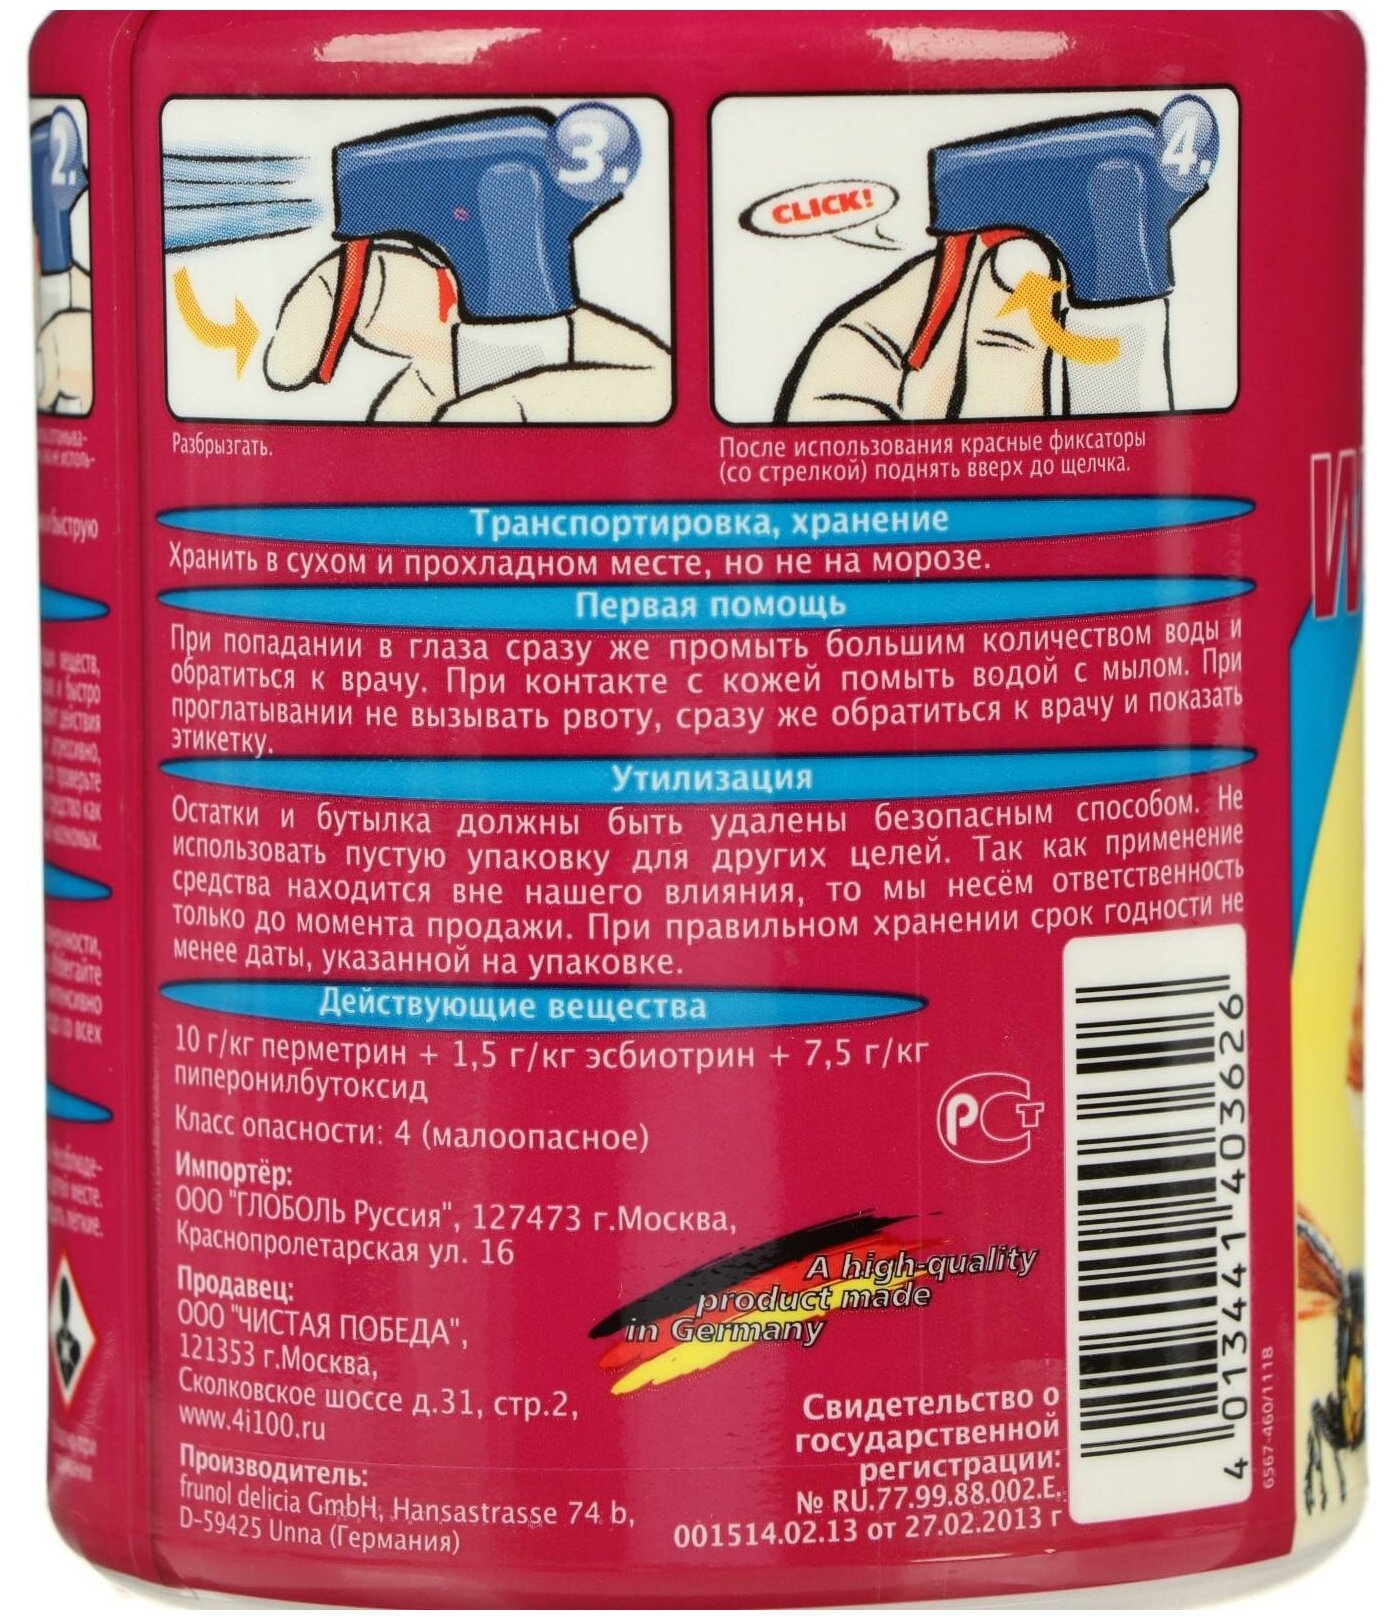 2.
3.
4.
CLICK!
Разбрызгать.
После использования красные фиксаторы
(со стрелкой) поднять вверх до щелчка.
Транспортировка, хранение
Хранить в сухом и прохладном месте, но не на морозе.
Первая помощь
При попадании в глаза сразу же промыть большим количеством воды и
обратиться к врачу. При контакте с кожей помыть водой с мылом. При
проглатывании не вызывать рвоту, сразу же обратиться к врачу и показать
этикетку.
Утилизация
Остатки и бутылка должны быть удалены безопасным способом. Не
использовать пустую упаковку для других целей. Так как применение
средства находится вне нашего влияния, то мы несём ответственность
только до момента продажи. При правильном хранении срок годности не
менее даты, указанной на упаковке.
Действующие вещества
10 г/кг перметрин + 1,5 г/кг эсбиотрин + 7,5 г/кг
пиперонилбутоксид
Класс опасности: 4 (малоопасное)
РСТ
Импортёр:
ООО "ГЛОБОЛЬ Руссия", 127473 г.Москва,
Краснопролетарская ул. 16
Продавец:
ООО "ЧИСТАЯ ПОБЕДА",
121353 г.Москва,
Сколковское шоссе д.31, стр.2,
www.4i100.ru
Производитель:
frunol delicia GmbH, Hansastrasse 74 b,
D-59425 Unna (Германия)
A high-quality
product made
in Germany
Свидетельство о
государственной
регистрации:
№ RU.77.99.88.002.E.
001514.02.13 от 27.02.2013 г
4 013441 403626
6567-460/1118